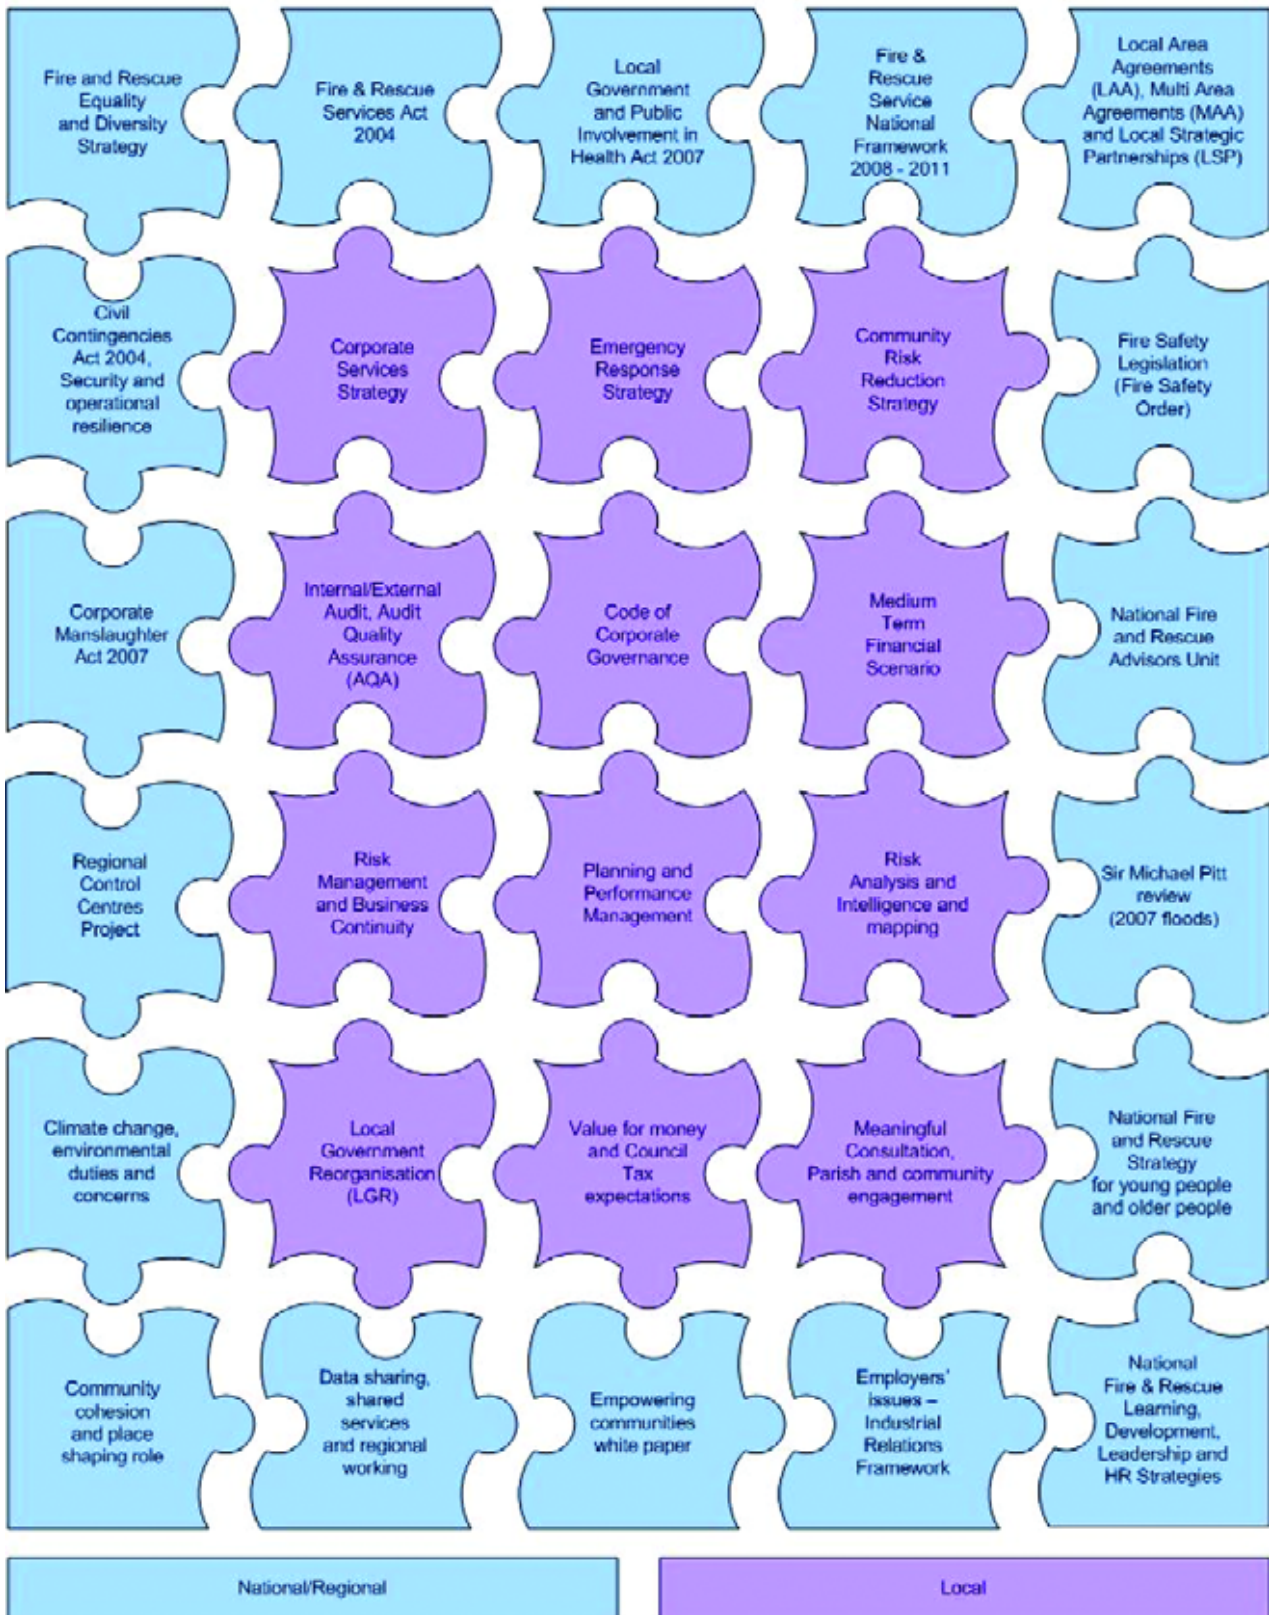 Fire and Rescue
Equality
and Diversity
Strategy
Fire & Rescue
Services Act
2004
Local
Government
and Public
Involvement in
Health Act 2007
Fire &
Rescue
Service
National
Framework
2008 - 2011
Local Area
Agreements
(LAA), Multi Area
Agreements (MAA)
and Local Strategic
Partnerships (LSP)
Civil
Contingencies
Act 2004,
Security and
operational
resilience
Corporate
Services
Strategy
Emergency
Response
Strategy
Community
Risk
Reduction
Strategy
Fire Safety
Legislation
(Fire Safety
Order)
Corporate
Manslaughter
Act 2007
Internal/External
Audit, Audit
Quality
Assurance
(AQA)
Code of
Corporate
Governance
Medium
Term
Financial
Scenario
National Fire
and Rescue
Advisors Unit
Regional
Control
Centres
Project
Risk
Management
and Business
Continuity
Planning and
Performance
Management
Risk
Analysis and
Intelligence and
mapping
Sir Michael Pitt
review
(2007 floods)
Climate change,
environmental
duties and
concerns
Local
Government
Reorganisation
(LGR)
Value for money
and Council
Tax
expectations
Meaningful
Consultation,
Parish and community
engagement
National Fire
and Rescue
Strategy
for young people
and older people
Community
cohesion
and place
shaping role
Data sharing,
shared
services
and regional
working
Empowering
communities
white paper
Employers'
issues –
Industrial
Relations
Framework
National
Fire & Rescue
Learning,
Development,
Leadership and
HR Strategies
National/Regional
Local